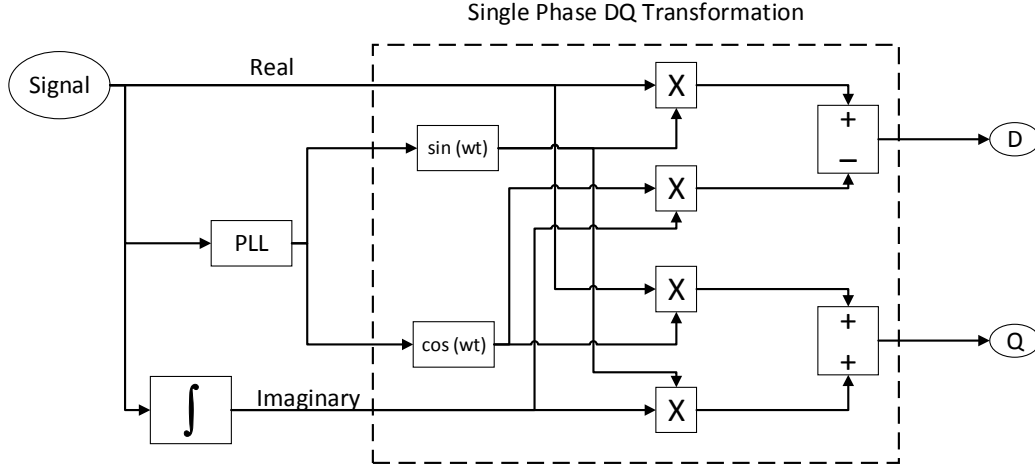 Single Phase DQ Transformation
Signal
Real
X
+
−
D
sin (wt)
X
PLL
X
+
+
Q
cos (wt)
Imaginary
X
∫